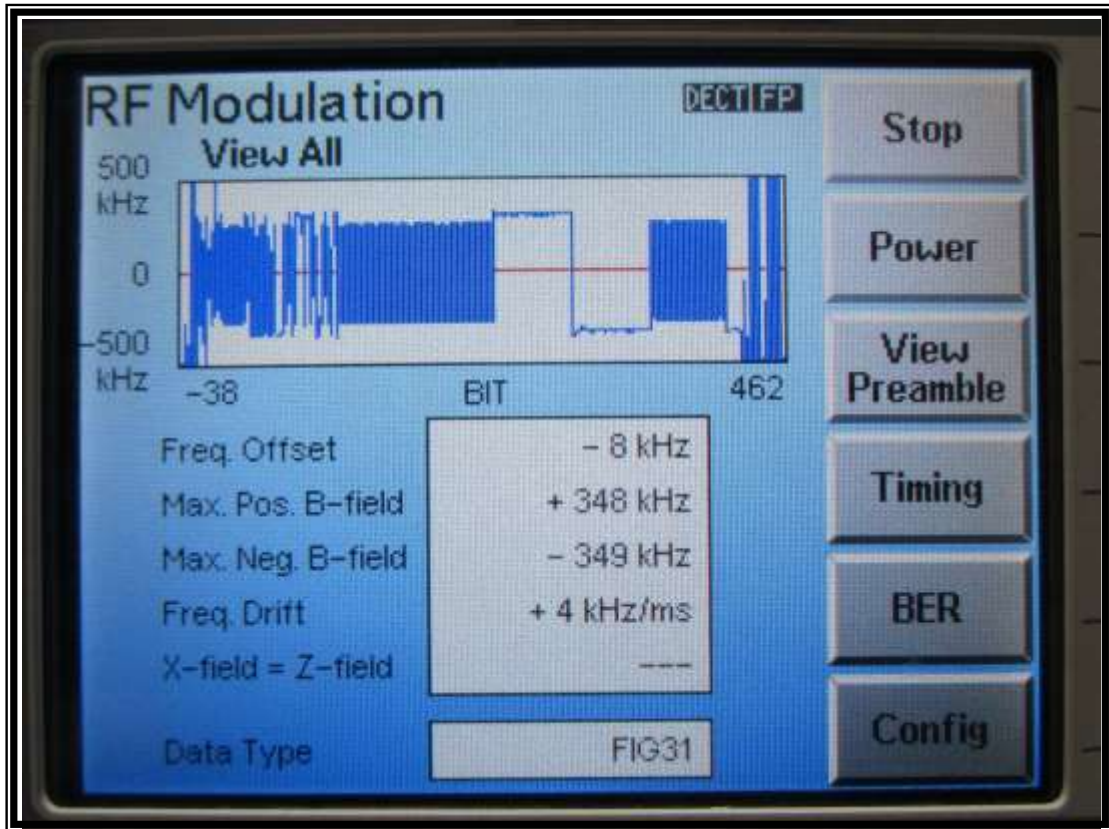 RF Modulation DECT FP
View All
500
kHz
0
-500
kHz
-38 BIT 462
Freq. Offset - 8 kHz
Max. Pos. B-field + 348 kHz
Max. Neg. B-field - 349 kHz
Freq. Drift + 4 kHz/ms
X-field = Z-field ---
Data Type FIG31
Stop
Power
View
Preamble
Timing
BER
Config